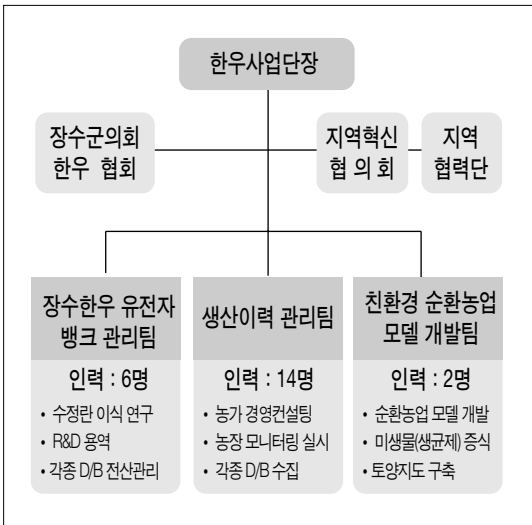 한우사업단장
장수군의회
한우 협회
지역혁신
협 의 회
지역
협력단
장수한우 유전자
뱅크 관리팀
인력 : 6명
• 수정란 이식 연구
• R&D 용역
• 각종 D/B 전산관리
생산이력 관리팀
인력 : 14명
• 농가 경영컨설팅
• 농장 모니터링 실시
• 각종 D/B 수집
친환경 순환농업
모델 개발팀
인력 : 2명
• 순환농업 모델 개발
• 미생물(생균제) 증식
• 토양지도 구축